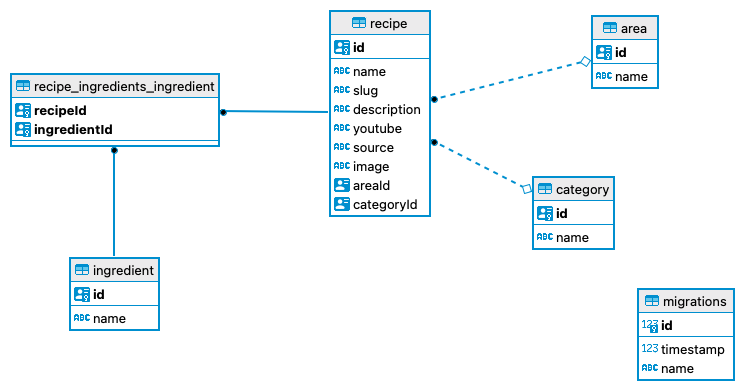 recipe
id
ABC name
ABC slug
ABC description
ABC youtube
ABC source
ABC image
areaId
categoryId
area
id
ABC name
recipe_ingredients_ingredient
recipeId
ingredientId
category
id
ABC name
ingredient
id
ABC name
migrations
123 id
123 timestamp
ABC name